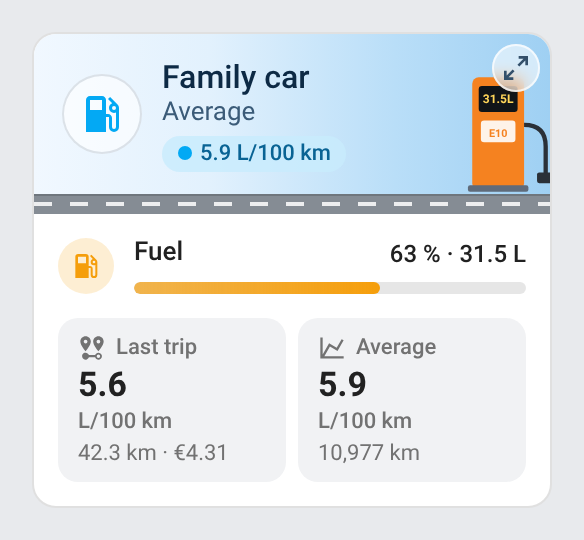 Family car
Average
5.9 L/100 km
31.5L
E10
Fuel
63 % · 31.5 L
Last trip
5.6
L/100 km
42.3 km · €4.31
Average
5.9
L/100 km
10,977 km